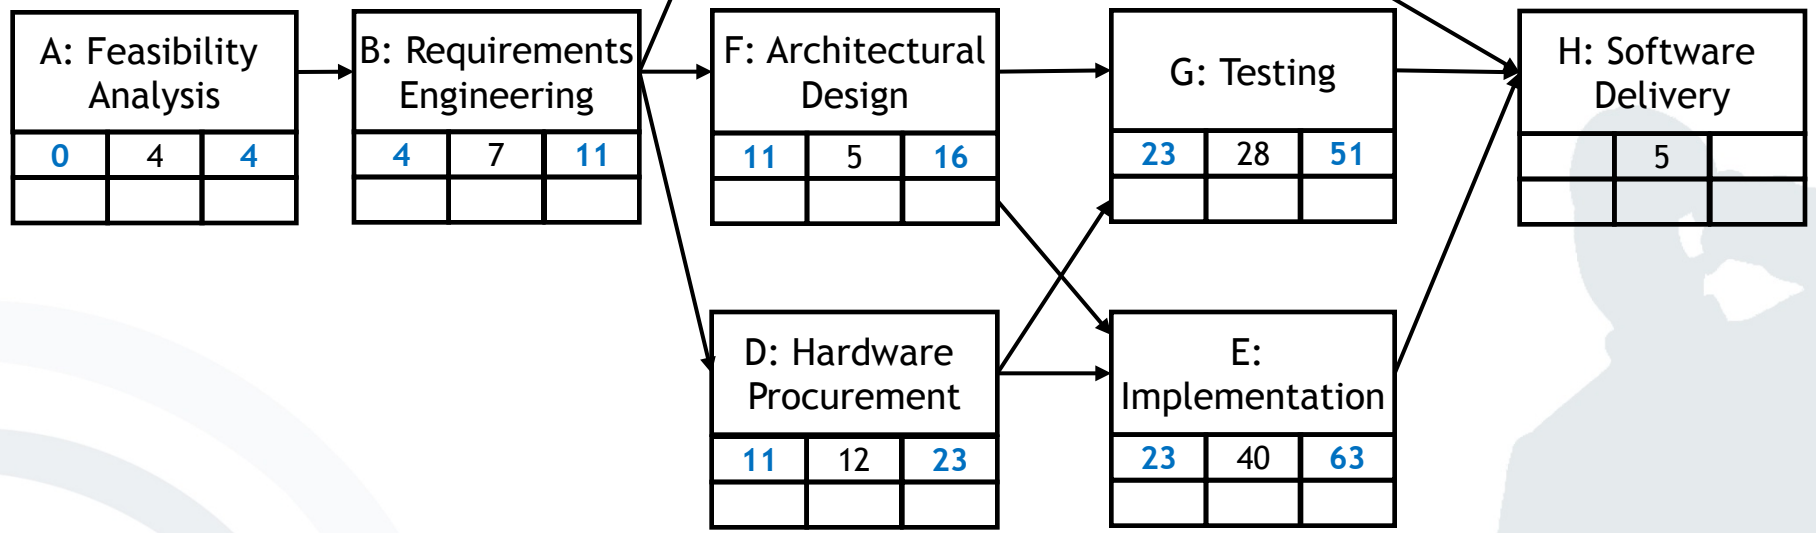 A: Feasibility
Analysis
0 4 4
B: Requirements
Engineering
4 7 11
F: Architectural
Design
11 5 16
G: Testing
23 28 51
H: Software
Delivery
5
D: Hardware
Procurement
11 12 23
E:
Implementation
23 40 63